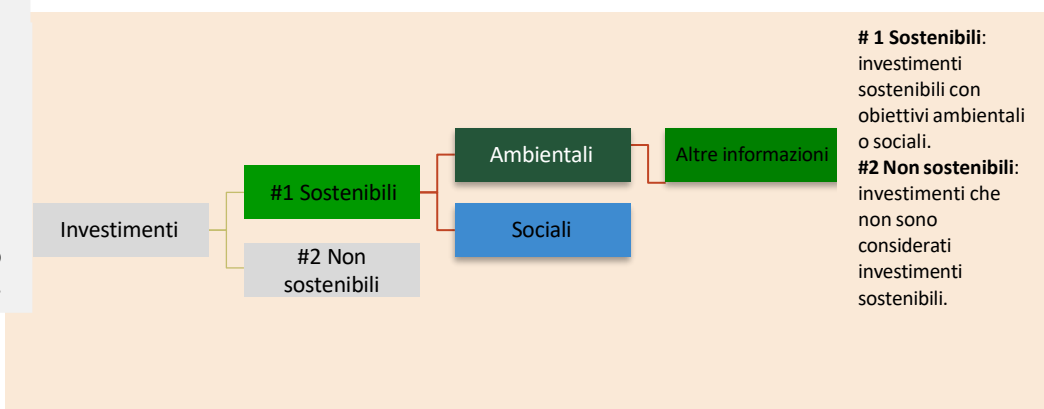 Investimenti
#1 Sostenibili
#2 Non
sostenibili
Ambientali
Sociali
Altre informazioni
# 1 Sostenibili:
investimenti
sostenibili con
obiettivi ambientali
o sociali.
#2 Non sostenibili:
investimenti che
non sono
considerati
investimenti
sostenibili.